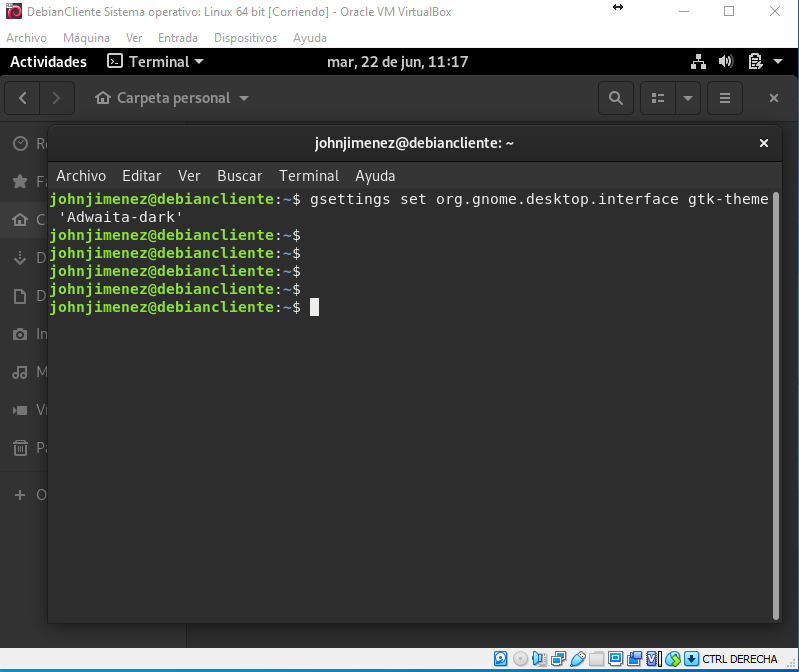 DebianCliente Sistema operativo: Linux 64 bit [Corriendo] - Oracle VM VirtualBox
Archivo Máquina Ver Entrada Dispositivos Ayuda
Actividades Terminal mar, 22 de jun, 11:17
Carpeta personal
johnjimenez@debiancliente: ~
Archivo Editar Ver Buscar Terminal Ayuda
johnjimenez@debiancliente:~$ gsettings set org.gnome.desktop.interface gtk-theme
'Adwaita-dark'
johnjimenez@debiancliente:~$
johnjimenez@debiancliente:~$
johnjimenez@debiancliente:~$
johnjimenez@debiancliente:~$
johnjimenez@debiancliente:~$
CTRL DERECHA